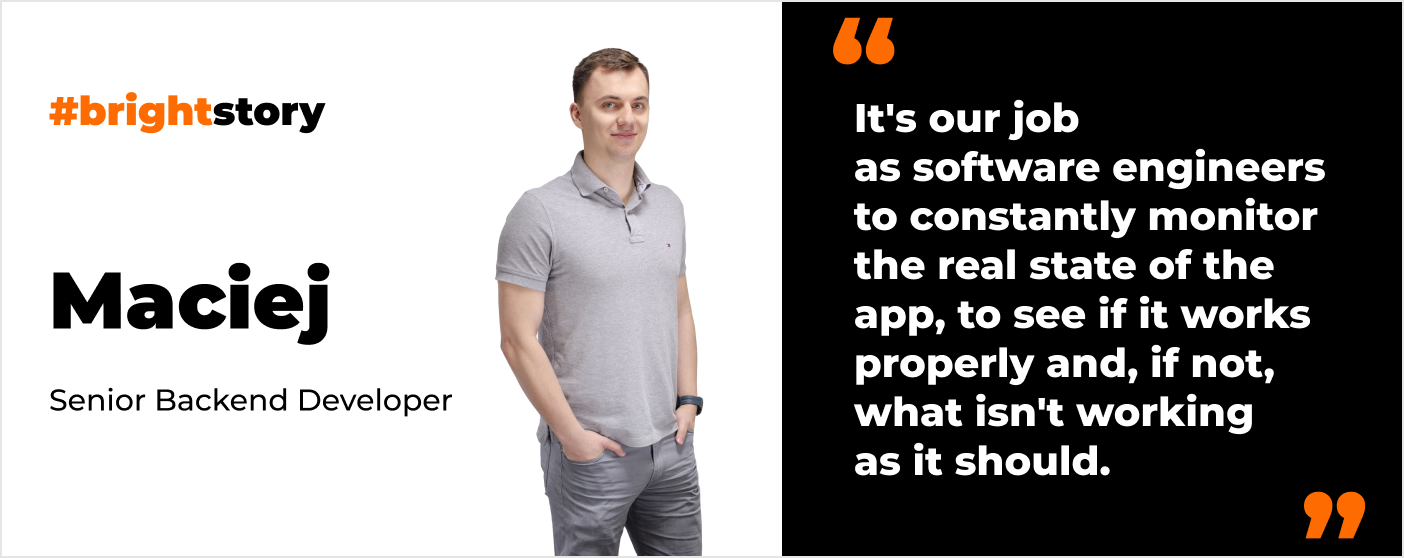 #brightstory
Maciej
Senior Backend Developer
“
It's our job
as software engineers
to constantly monitor
the real state of the
app, to see if it works
properly and, if not,
what isn't working
as it should.
”